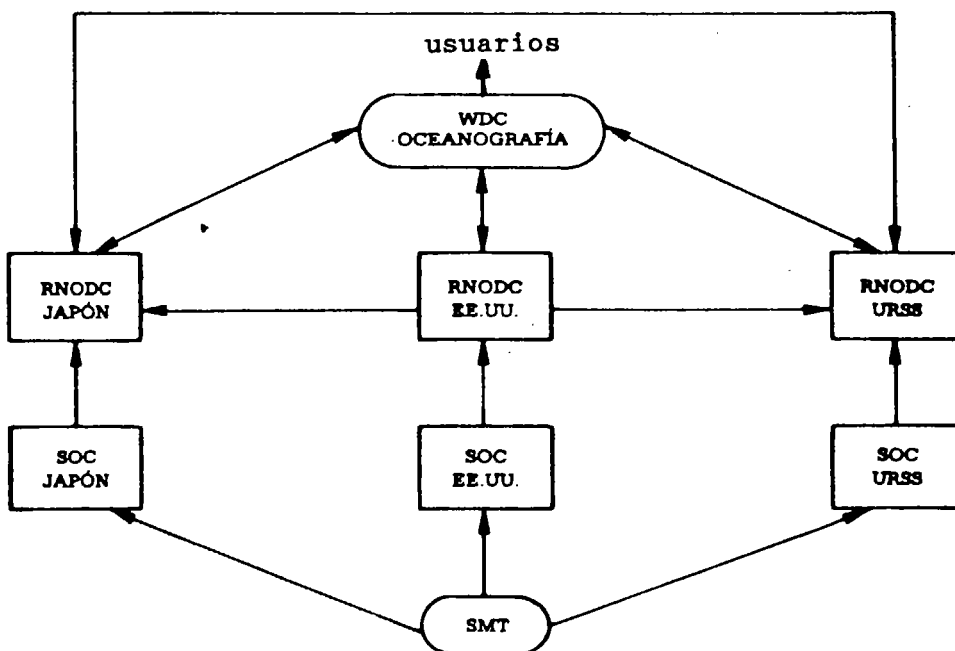 usuarios
WDC
OCEANOGRAFÍA
RNODC
JAPÓN
RNODC
EE.UU.
RNODC
URSS
SOC
JAPÓN
SOC
EE.UU.
SOC
URSS
SMT